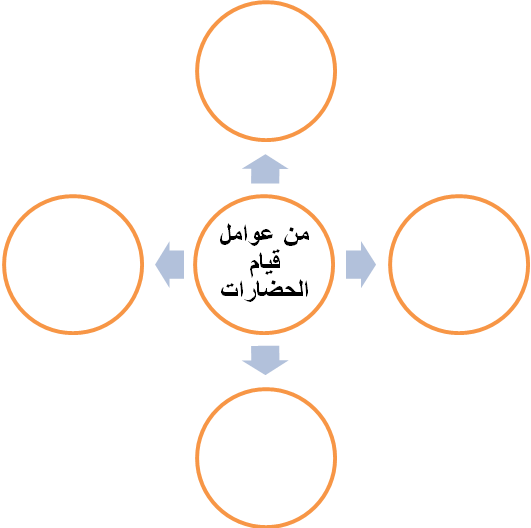 من عوامل
قيام
الحضارات